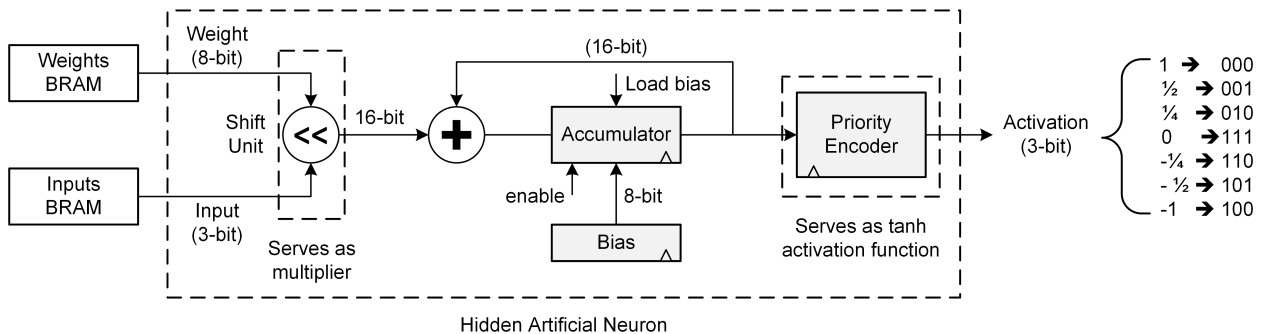 Weights
BRAM
Inputs
BRAM
Weight
(8-bit)
Shift
Unit
<<
Input
(3-bit)
Serves as
multiplier
16-bit
+
(16-bit)
Load bias
Accumulator
enable
8-bit
Bias
Priority
Encoder
Serves as tanh
activation function
Activation
(3-bit)
1 ➔ 000
½ ➔ 001
¼ ➔ 010
0 ➔ 111
-¼ ➔ 110
- ½ ➔ 101
-1 ➔ 100
Hidden Artificial Neuron